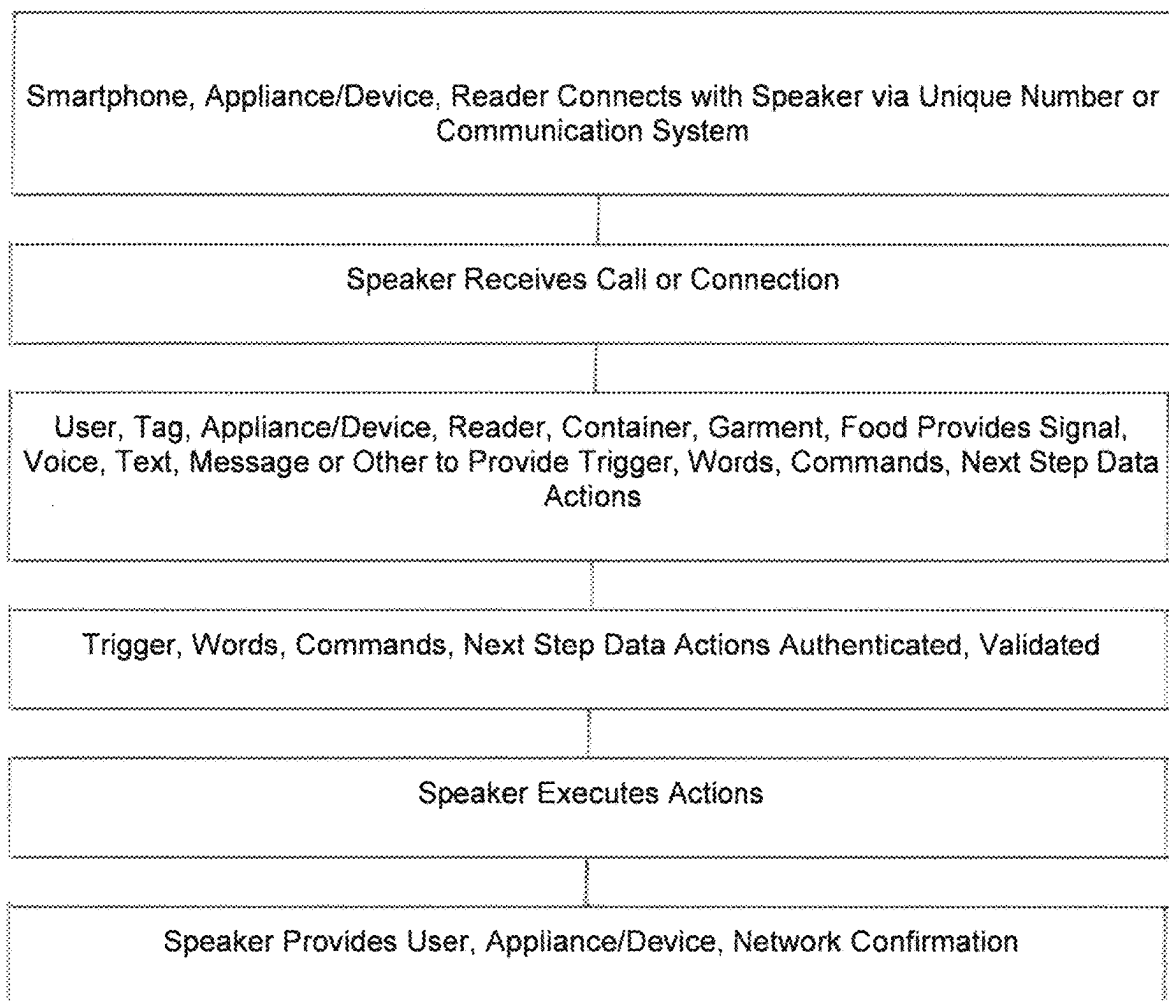 Smartphone, Appliance/Device, Reader Connects with Speaker via Unique Number or
Communication System
Speaker Receives Call or Connection
User, Tag, Appliance/Device, Reader, Container, Garment, Food Provides Signal,
Voice, Text, Message or Other to Provide Trigger, Words, Commands, Next Step Data
Actions
Trigger, Words, Commands, Next Step Data Actions Authenticated, Validated
Speaker Executes Actions
Speaker Provides User, Appliance/Device, Network Confirmation